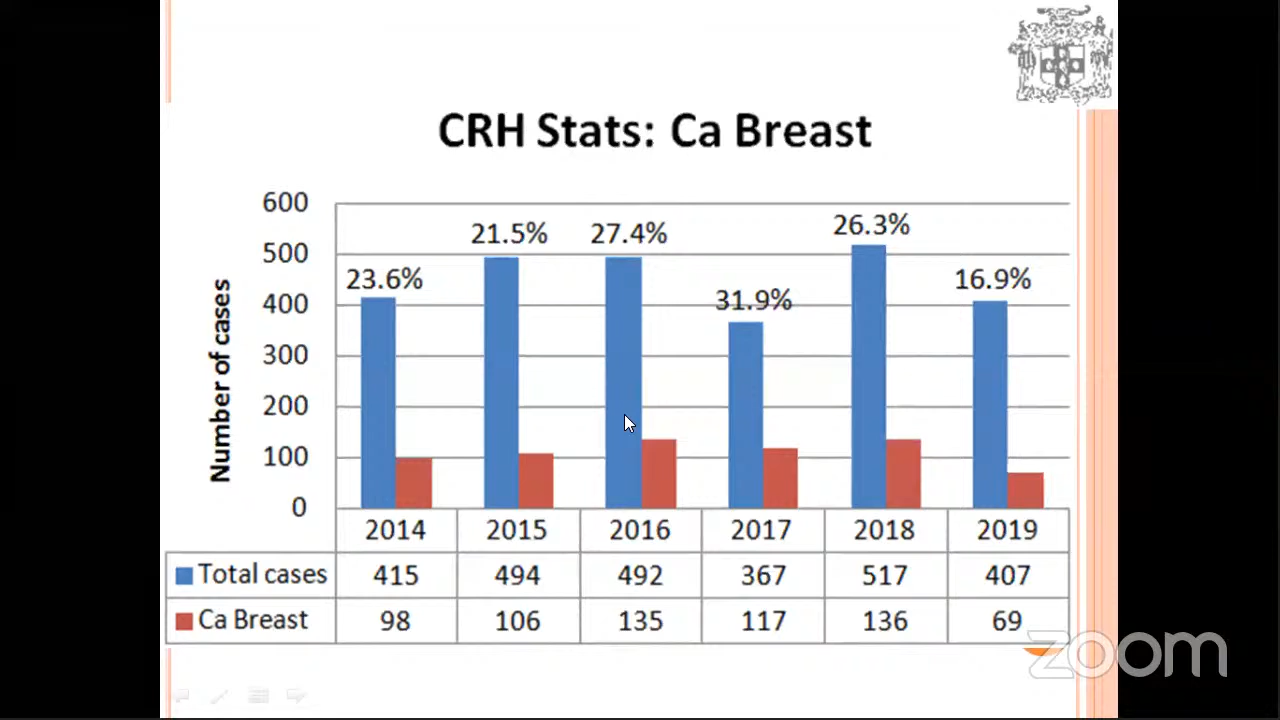 CRH Stats: Ca Breast
Number of cases
600
500
400
300
200
100
0
23.6%
21.5%
27.4%
31.9%
26.3%
16.9%
2014 2015 2016 2017 2018 2019
Total cases 415 494 492 367 517 407
Ca Breast 98 106 135 117 136 69
zoom